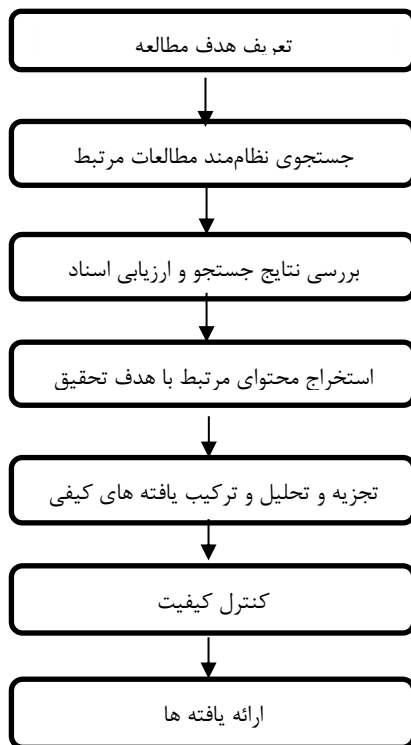 تعریف هدف مطالعه
جستجوی نظام‌مند مطالعات مرتبط
بررسی نتایج جستجو و ارزیابی اسناد
استخراج محتوای مرتبط با هدف تحقیق
تجزیه و تحلیل و ترکیب یافته های کیفی
کنترل کیفیت
ارائه یافته ها